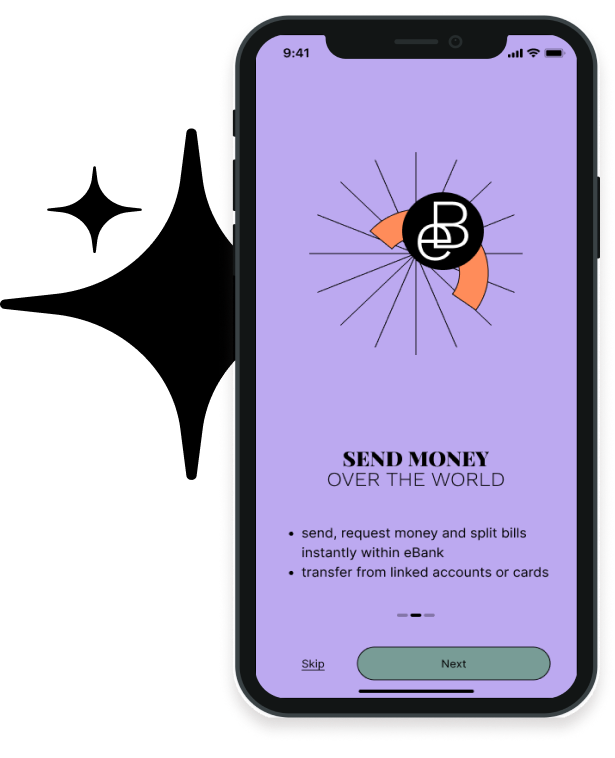 9:41
eB
SEND MONEY
OVER THE WORLD
• send, request money and split bills
instantly within eBank
• transfer from linked accounts or cards
Skip
Next